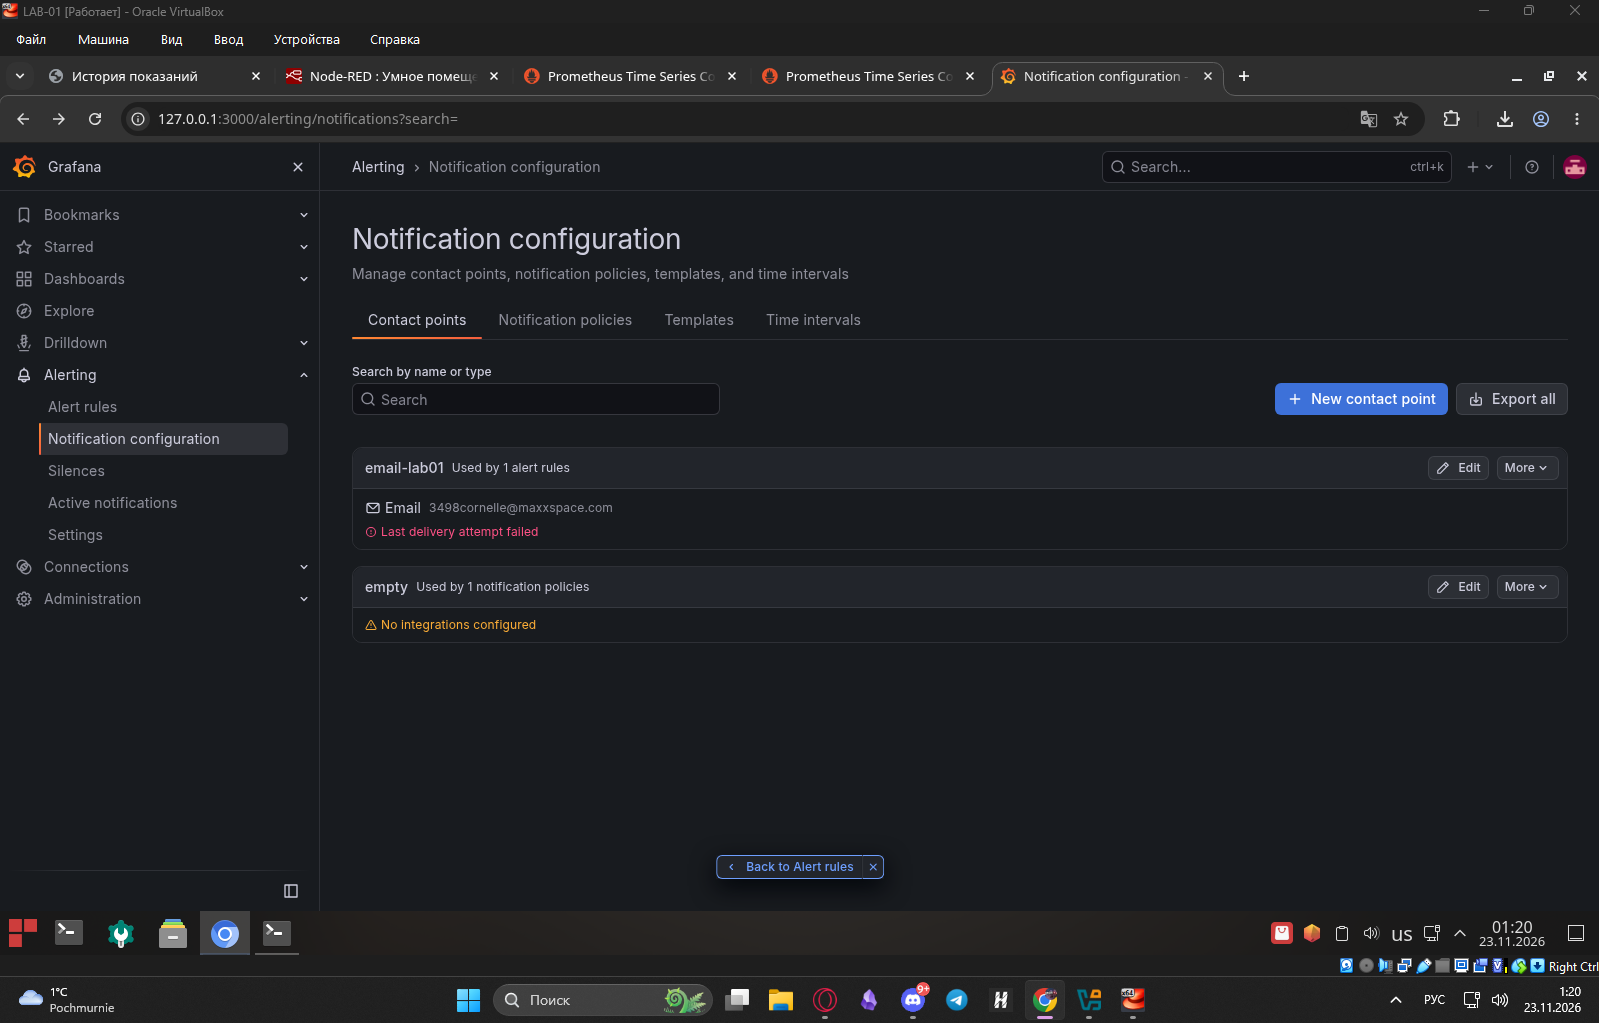 LAB-01 [Работает] - Oracle VirtualBox
Файл Машина Вид Ввод Устройства Справка
История показаний
Node-RED : Умное помеще
Prometheus Time Series Co
Prometheus Time Series Co
Notification configuration -
127.0.0.1:3000/alerting/notifications?search=
Grafana
Alerting › Notification configuration
Search... ctrl+k
Bookmarks
Starred
Dashboards
Explore
Drilldown
Alerting
Alert rules
Notification configuration
Silences
Active notifications
Settings
Connections
Administration
Notification configuration
Manage contact points, notification policies, templates, and time intervals
Contact points Notification policies Templates Time intervals
Search by name or type
Search
New contact point Export all
email-lab01 Used by 1 alert rules
Edit More
Email 3498cornelle@maxxspace.com
Last delivery attempt failed
empty Used by 1 notification policies
Edit More
No integrations configured
Back to Alert rules
us
01:20
23.11.2026
Right Ctrl
1°C
Pochmurnie
Поиск
9+
x64
РУС
1:20
23.11.2026